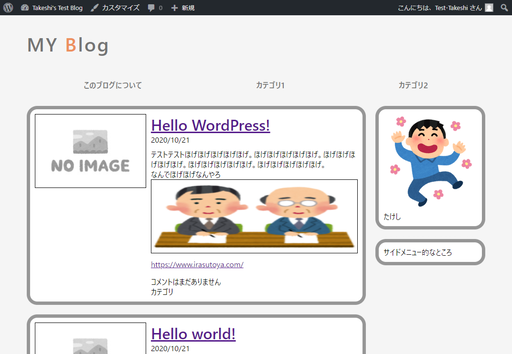 Takeshi's Test Blog カスタマイズ 0 新規 こんにちは、Test-Takeshi さん
MY Blog
このブログについて カテゴリ1 カテゴリ2
NO IMAGE
Hello WordPress!
2020/10/21
テストテストほげほげほげほげほげ。ほげほげほげほげほげ。ほげほげほ
げほげほげ。ほげほげほげほげほげ。ほげほげほげほげほげ。
なんでほげほげなんやろ
https://www.irasutoya.com/
コメントはまだありません
カテゴリ
たけし
サイドメニュー的なところ
Hello world!
2020/10/21